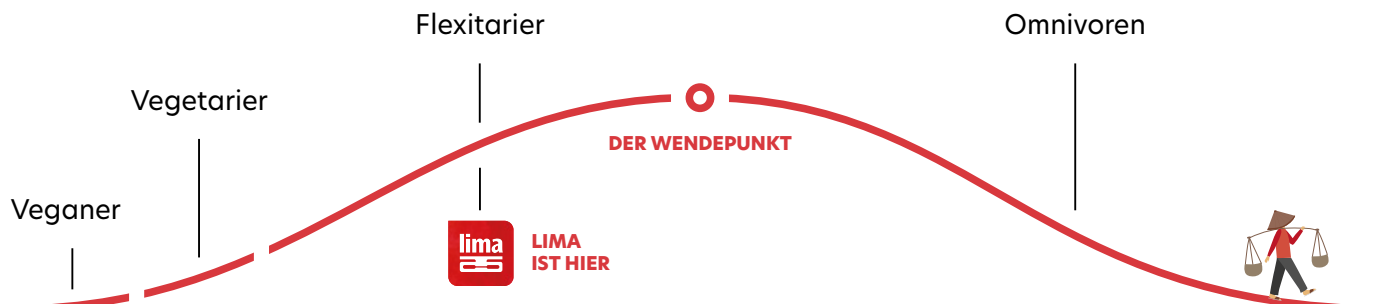 Flexitarier
Omnivoren
Vegetarier
DER WENDEPUNKT
Veganer
lima
LIMA
IST HIER